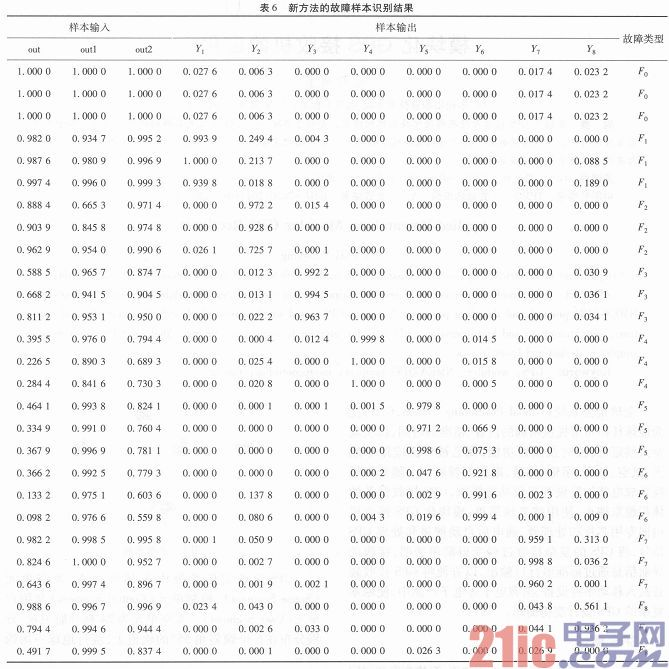 表 6 新方法的故障样本识别结果
样本输入 样本输出 故障类型
out out1 out2 Y1 Y2 Y3 Y4 Y5 Y6 Y7 Y8
1.000 0 1.000 0 1.000 0 0.027 6 0.006 3 0.000 0 0.000 0 0.000 0 0.000 0 0.017 4 0.023 2 F0
1.000 0 1.000 0 1.000 0 0.027 6 0.006 3 0.000 0 0.000 0 0.000 0 0.000 0 0.017 4 0.023 2 F0
1.000 0 1.000 0 1.000 0 0.027 6 0.006 3 0.000 0 0.000 0 0.000 0 0.000 0 0.017 4 0.023 2 F0
0.982 0 0.934 7 0.995 2 0.993 9 0.249 4 0.004 3 0.000 0 0.000 0 0.000 0 0.000 0 0.000 0 F1
0.987 6 0.980 9 0.996 9 1.000 0 0.213 7 0.000 0 0.000 0 0.000 0 0.000 0 0.000 0 0.088 5 F1
0.997 4 0.996 0 0.999 3 0.939 8 0.018 8 0.000 0 0.000 0 0.000 0 0.000 0 0.000 0 0.189 0 F1
0.888 4 0.665 3 0.971 4 0.000 0 0.972 2 0.015 4 0.000 0 0.000 0 0.000 0 0.000 0 0.000 0 F2
0.903 9 0.845 8 0.974 8 0.000 0 0.928 6 0.000 0 0.000 0 0.000 0 0.000 0 0.000 0 0.000 0 F2
0.962 9 0.954 0 0.990 6 0.026 1 0.725 7 0.000 1 0.000 0 0.000 0 0.000 0 0.000 0 0.000 0 F2
0.588 5 0.965 7 0.874 7 0.000 0 0.012 3 0.992 2 0.000 0 0.000 0 0.000 0 0.000 0 0.030 9 F3
0.668 2 0.941 5 0.904 5 0.000 0 0.013 1 0.994 5 0.000 0 0.000 0 0.000 0 0.000 0 0.036 1 F3
0.811 2 0.953 1 0.950 0 0.000 0 0.022 2 0.963 7 0.000 0 0.000 0 0.000 0 0.000 0 0.034 1 F3
0.395 5 0.976 0 0.794 4 0.000 0 0.000 4 0.012 4 0.999 8 0.000 0 0.014 5 0.000 0 0.000 0 F4
0.226 5 0.890 3 0.689 3 0.000 0 0.025 4 0.000 0 1.000 0 0.000 0 0.015 8 0.000 0 0.000 0 F4
0.284 4 0.841 6 0.730 3 0.000 0 0.020 8 0.000 0 1.000 0 0.000 0 0.000 5 0.000 0 0.000 0 F4
0.464 1 0.993 8 0.824 1 0.000 0 0.000 1 0.000 1 0.001 5 0.979 8 0.000 0 0.000 0 0.000 0 F5
0.334 9 0.991 0 0.760 4 0.000 0 0.000 0 0.000 0 0.000 0 0.971 2 0.066 9 0.000 0 0.000 0 F5
0.367 9 0.996 9 0.781 1 0.000 0 0.000 0 0.000 0 0.000 0 0.998 6 0.075 3 0.000 0 0.000 0 F5
0.366 2 0.992 5 0.779 3 0.000 0 0.000 0 0.000 0 0.000 2 0.047 6 0.921 8 0.000 0 0.000 0 F6
0.133 2 0.975 1 0.603 6 0.000 0 0.137 8 0.000 0 0.000 0 0.002 9 0.991 6 0.002 3 0.000 0 F6
0.098 2 0.976 6 0.559 8 0.000 0 0.080 6 0.000 0 0.004 3 0.019 6 0.999 4 0.000 1 0.009 7 F6
0.982 2 0.998 5 0.995 8 0.000 1 0.050 9 0.000 0 0.000 0 0.000 0 0.000 0 0.959 1 0.313 0 F7
0.824 6 1.000 0 0.952 7 0.000 0 0.002 7 0.000 0 0.000 0 0.000 0 0.000 0 0.998 8 0.036 2 F7
0.643 6 0.997 4 0.896 7 0.000 0 0.001 9 0.002 1 0.000 0 0.000 0 0.000 0 0.960 2 0.000 1 F7
0.988 6 0.996 7 0.996 9 0.023 4 0.043 0 0.000 0 0.000 0 0.000 0 0.000 0 0.043 8 0.561 1 F8
0.794 4 0.994 6 0.944 4 0.000 0 0.002 6 0.033 0 0.000 0 0.000 0 0.000 0 0.044 1
0.491 7 0.999 5 0.837 4 0.000 0 0.000 1 0.000 0 0.000 0 0.026 3 0.000 0 0.026 9
21ic电子网